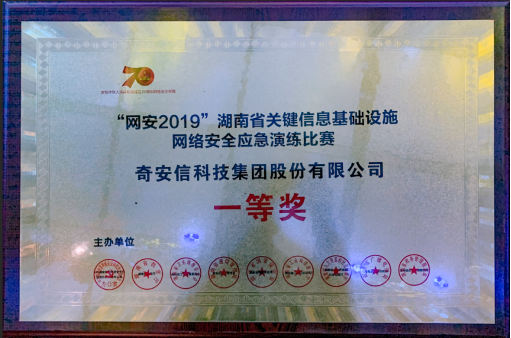 70
“网安2019”湖南省关键信息基础设施
网络安全应急演练比赛
奇安信科技集团股份有限公司
一等奖
主办单位